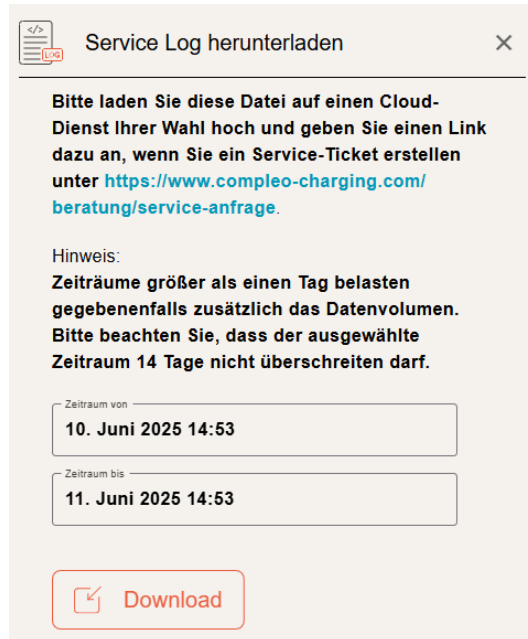 </>
LOG
Service Log herunterladen
Bitte laden Sie diese Datei auf einen Cloud-
Dienst Ihrer Wahl hoch und geben Sie einen Link
dazu an, wenn Sie ein Service-Ticket erstellen
unter https://www.compleo-charging.com/
beratung/service-anfrage.
Hinweis:
Zeiträume größer als einen Tag belasten
gegebenenfalls zusätzlich das Datenvolumen.
Bitte beachten Sie, dass der ausgewählte
Zeitraum 14 Tage nicht überschreiten darf.
Zeitraum von
10. Juni 2025 14:53
Zeitraum bis
11. Juni 2025 14:53
Download